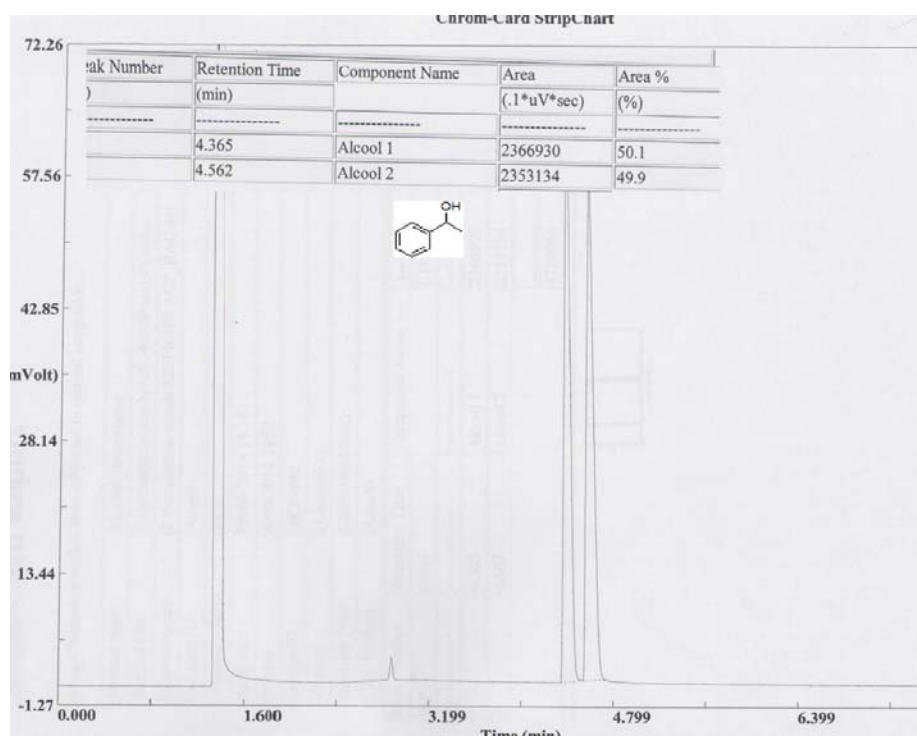 Chrom-Card StripChart
72.26
eak Number Retention Time Component Name Area Area %
) (min) (.1*uV*sec) (%)
-------------- --------------- --------------- --------------- ---------------
4.365 Alcool 1 2366930 50.1
4.562 Alcool 2 2353134 49.9
57.56
OH
42.85
mVolt)
28.14
13.44
-1.27
0.000 1.600 3.199 4.799 6.399
Time (min)